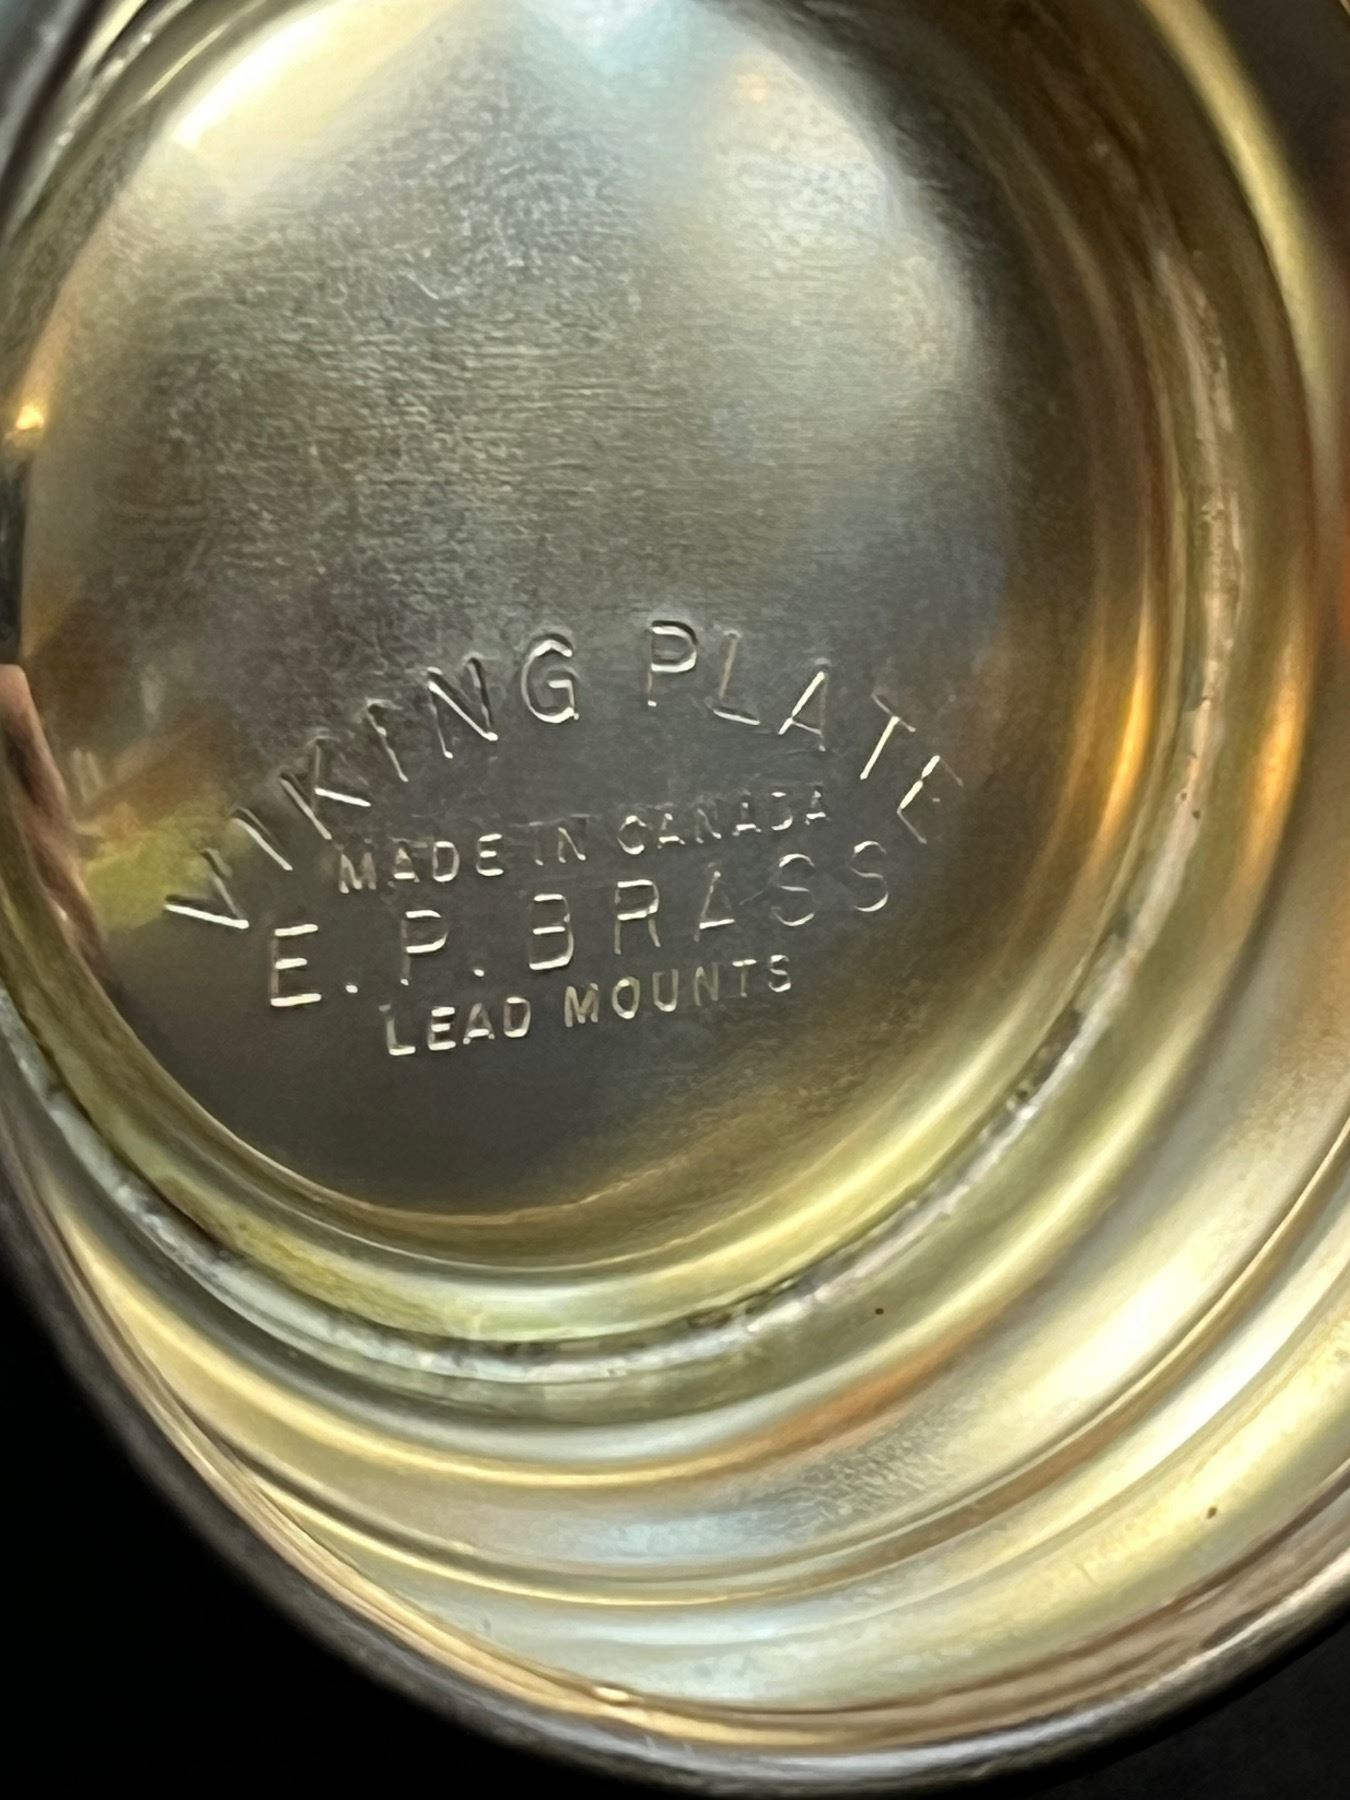 VIKING PLATE
MADE IN CANADA
E.P. BRASS
LEAD MOUNTS